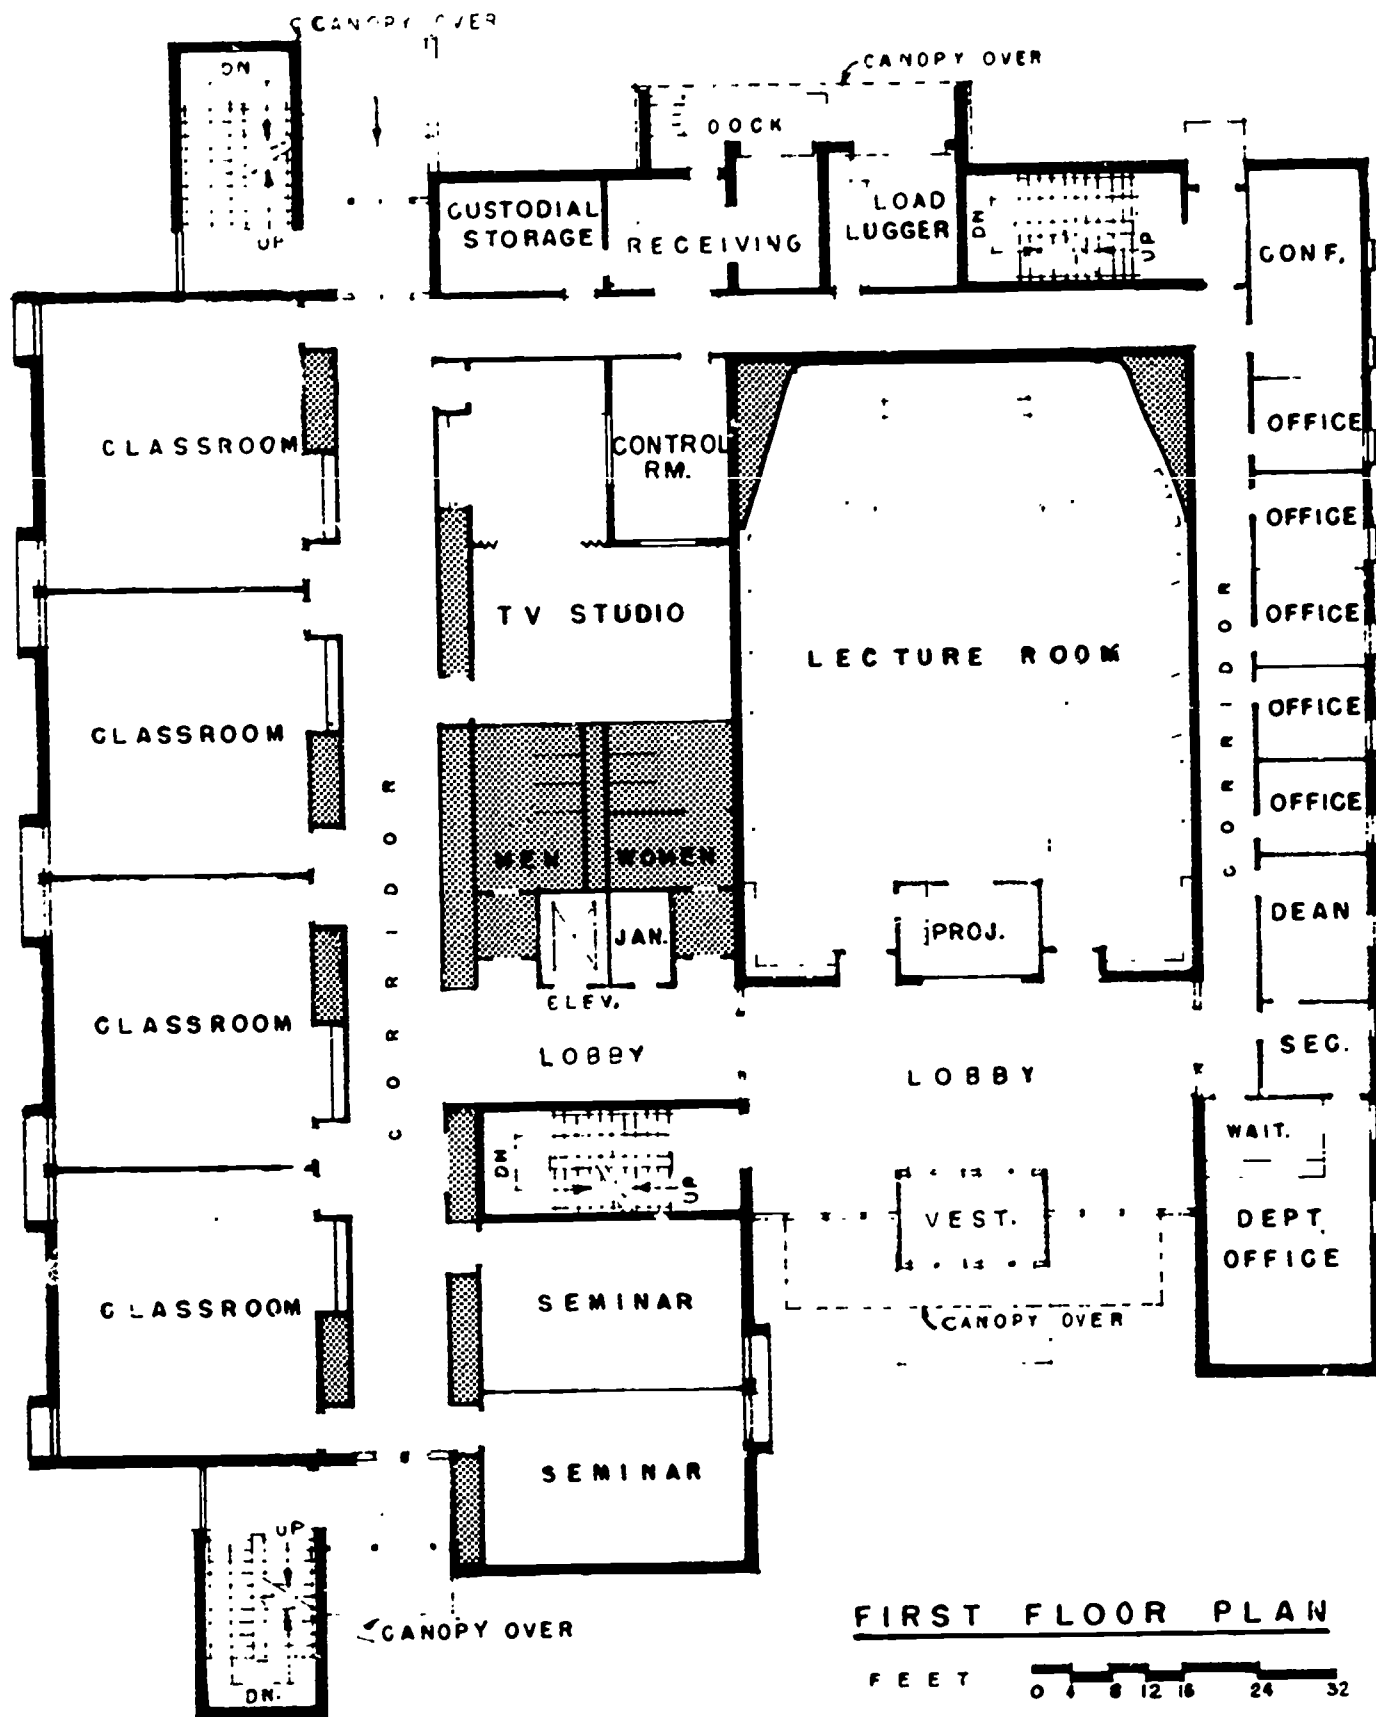 CANOPY OVER
CANOPY OVER
DN
DOCK
CUSTODIAL
STORAGE
RECEIVING
LOAD
LUGGER
DN
UP
UP
CONF.
CLASSROOM
CONTROL
RM.
OFFICE
OFFICE
TV STUDIO
OFFICE
LECTURE ROOM
CORRIDOR
OFFICE
CLASSROOM
OFFICE
CORRIDOR
MEN
WOMEN
DEAN
JAN.
PROJ.
ELEV.
CLASSROOM
LOBBY
LOBBY
SEC.
WAIT.
DN
UP
VEST.
DEPT.
OFFICE
CLASSROOM
SEMINAR
CANOPY OVER
SEMINAR
UP
CANOPY OVER
DN.
FIRST FLOOR PLAN
FEET
0 4 8 12 16 24 32